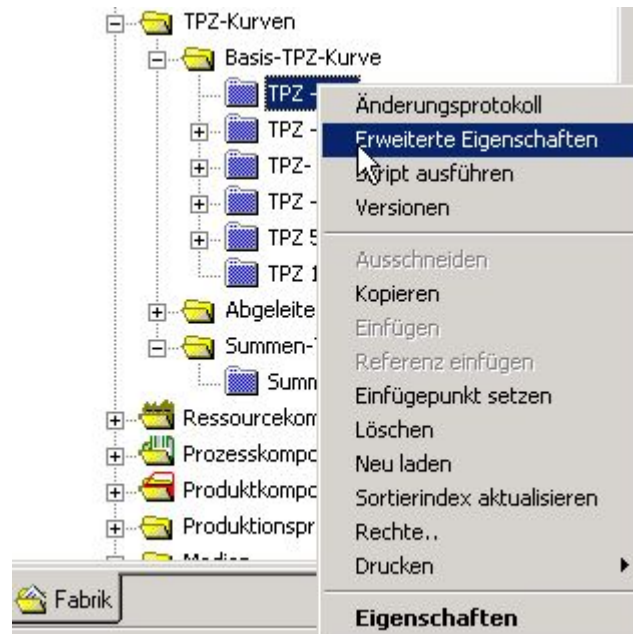 TPZ-Kurven
Basis-TPZ-Kurve
TPZ -
TPZ -
TPZ-
TPZ -
TPZ 5
TPZ 1
Abgeleite
Summen-
Summ
Ressourcekom
Prozesskompo
Produktkompo
Produktionspr
Medien
Fabrik
Änderungsprotokoll
Erweiterte Eigenschaften
Script ausführen
Versionen
Ausschneiden
Kopieren
Einfügen
Referenz einfügen
Einfügepunkt setzen
Löschen
Neu laden
Sortierindex aktualisieren
Rechte..
Drucken
Eigenschaften